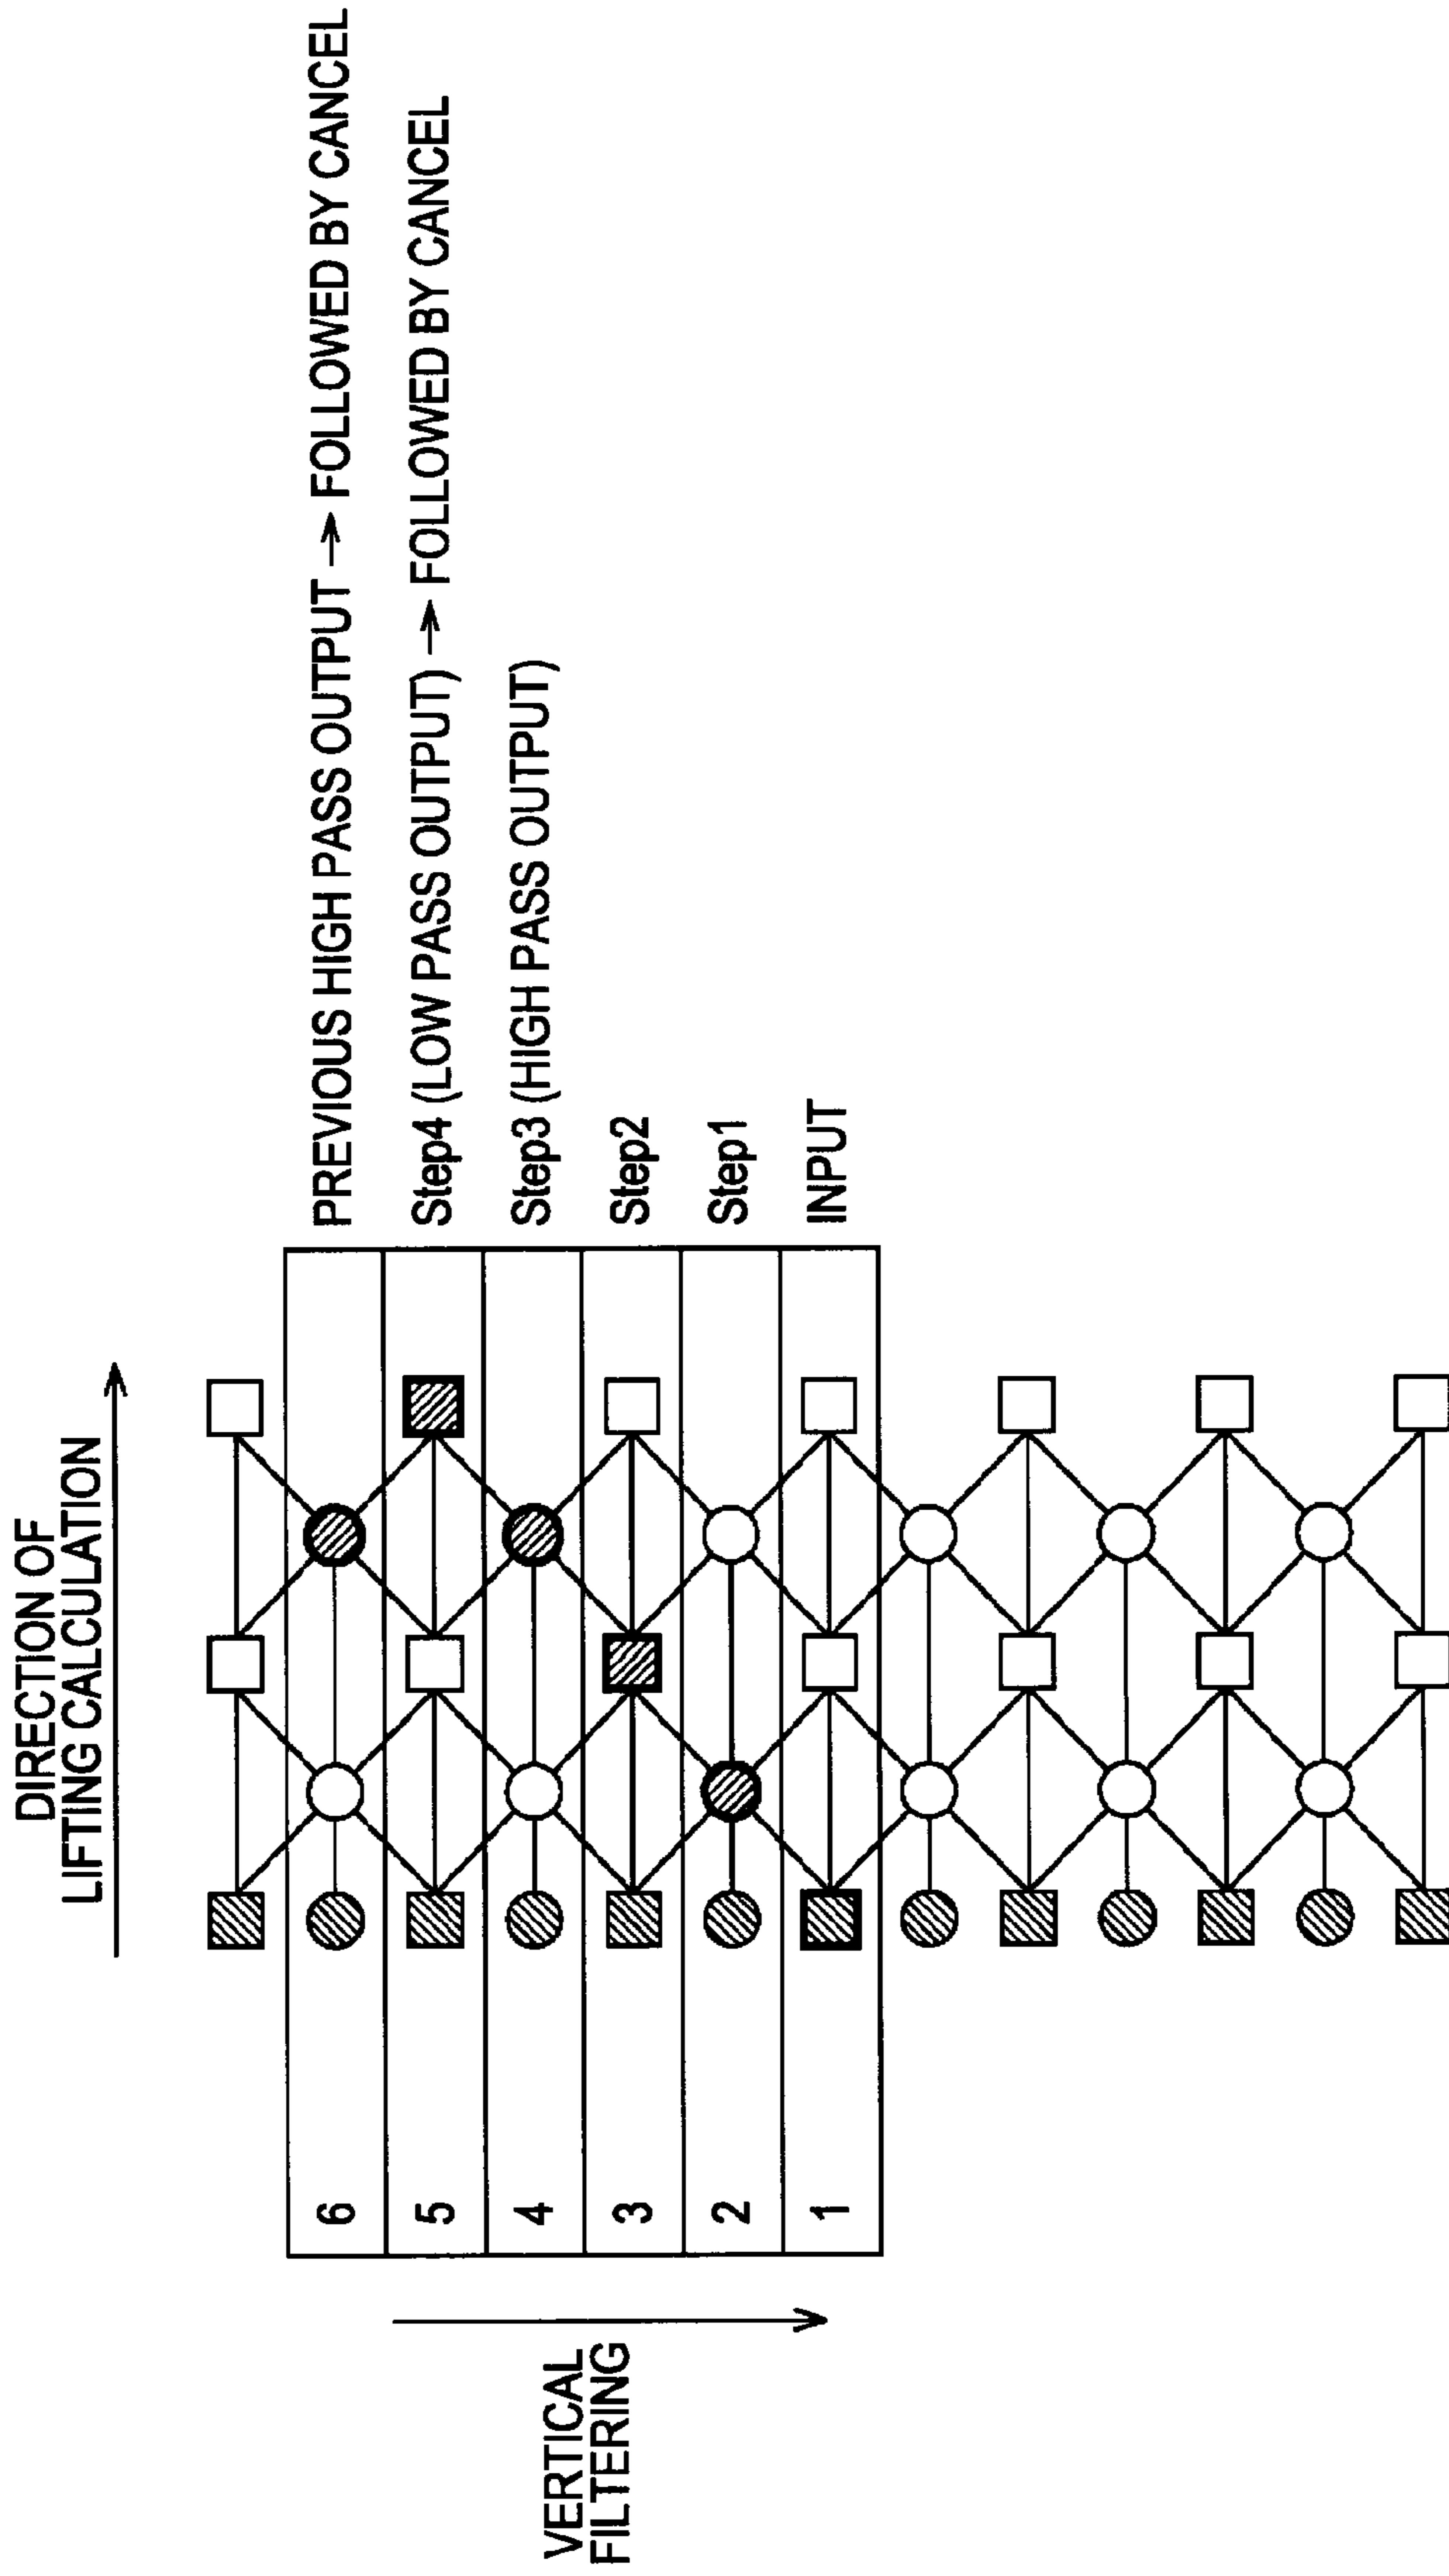 DIRECTION OF
LIFTING CALCULATION
VERTICAL
FILTERING
6 PREVIOUS HIGH PASS OUTPUT → FOLLOWED BY CANCEL
5 Step4 (LOW PASS OUTPUT) → FOLLOWED BY CANCEL
4 Step3 (HIGH PASS OUTPUT)
3 Step2
2 Step1
1 INPUT